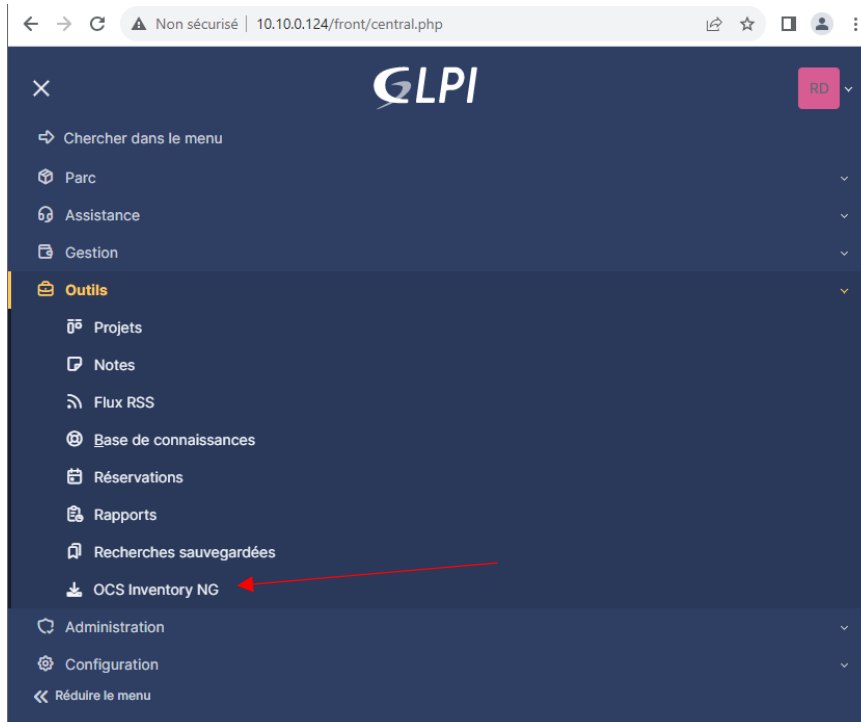 Non sécurisé | 10.10.0.124/front/central.php
GLPI
RD
Chercher dans le menu
Parc
Assistance
Gestion
Outils
Projets
Notes
Flux RSS
Base de connaissances
Réservations
Rapports
Recherches sauvegardées
OCS Inventory NG
Administration
Configuration
Réduire le menu